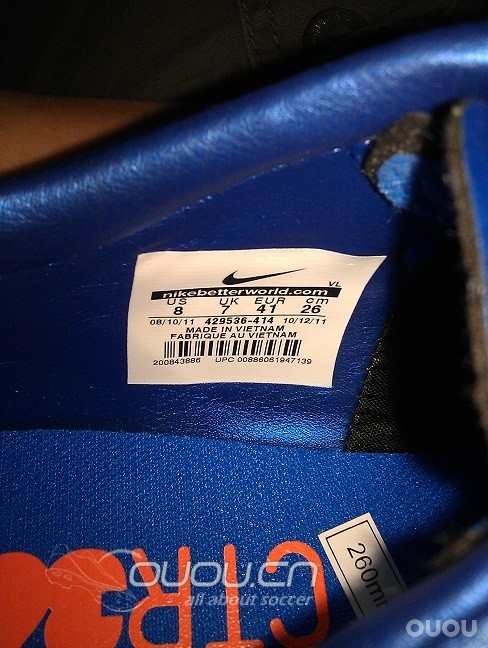 VL
nikebetterworld.com
US UK EUR cm
8 7 41 26
08/10/11 429536-414 10/12/11
MADE IN VIETNAM
FABRIQUE AU VIETNAM
200843886 UPC 00886061947139
260mm
CTR
OUOU.CN
all about soccer
OUOU